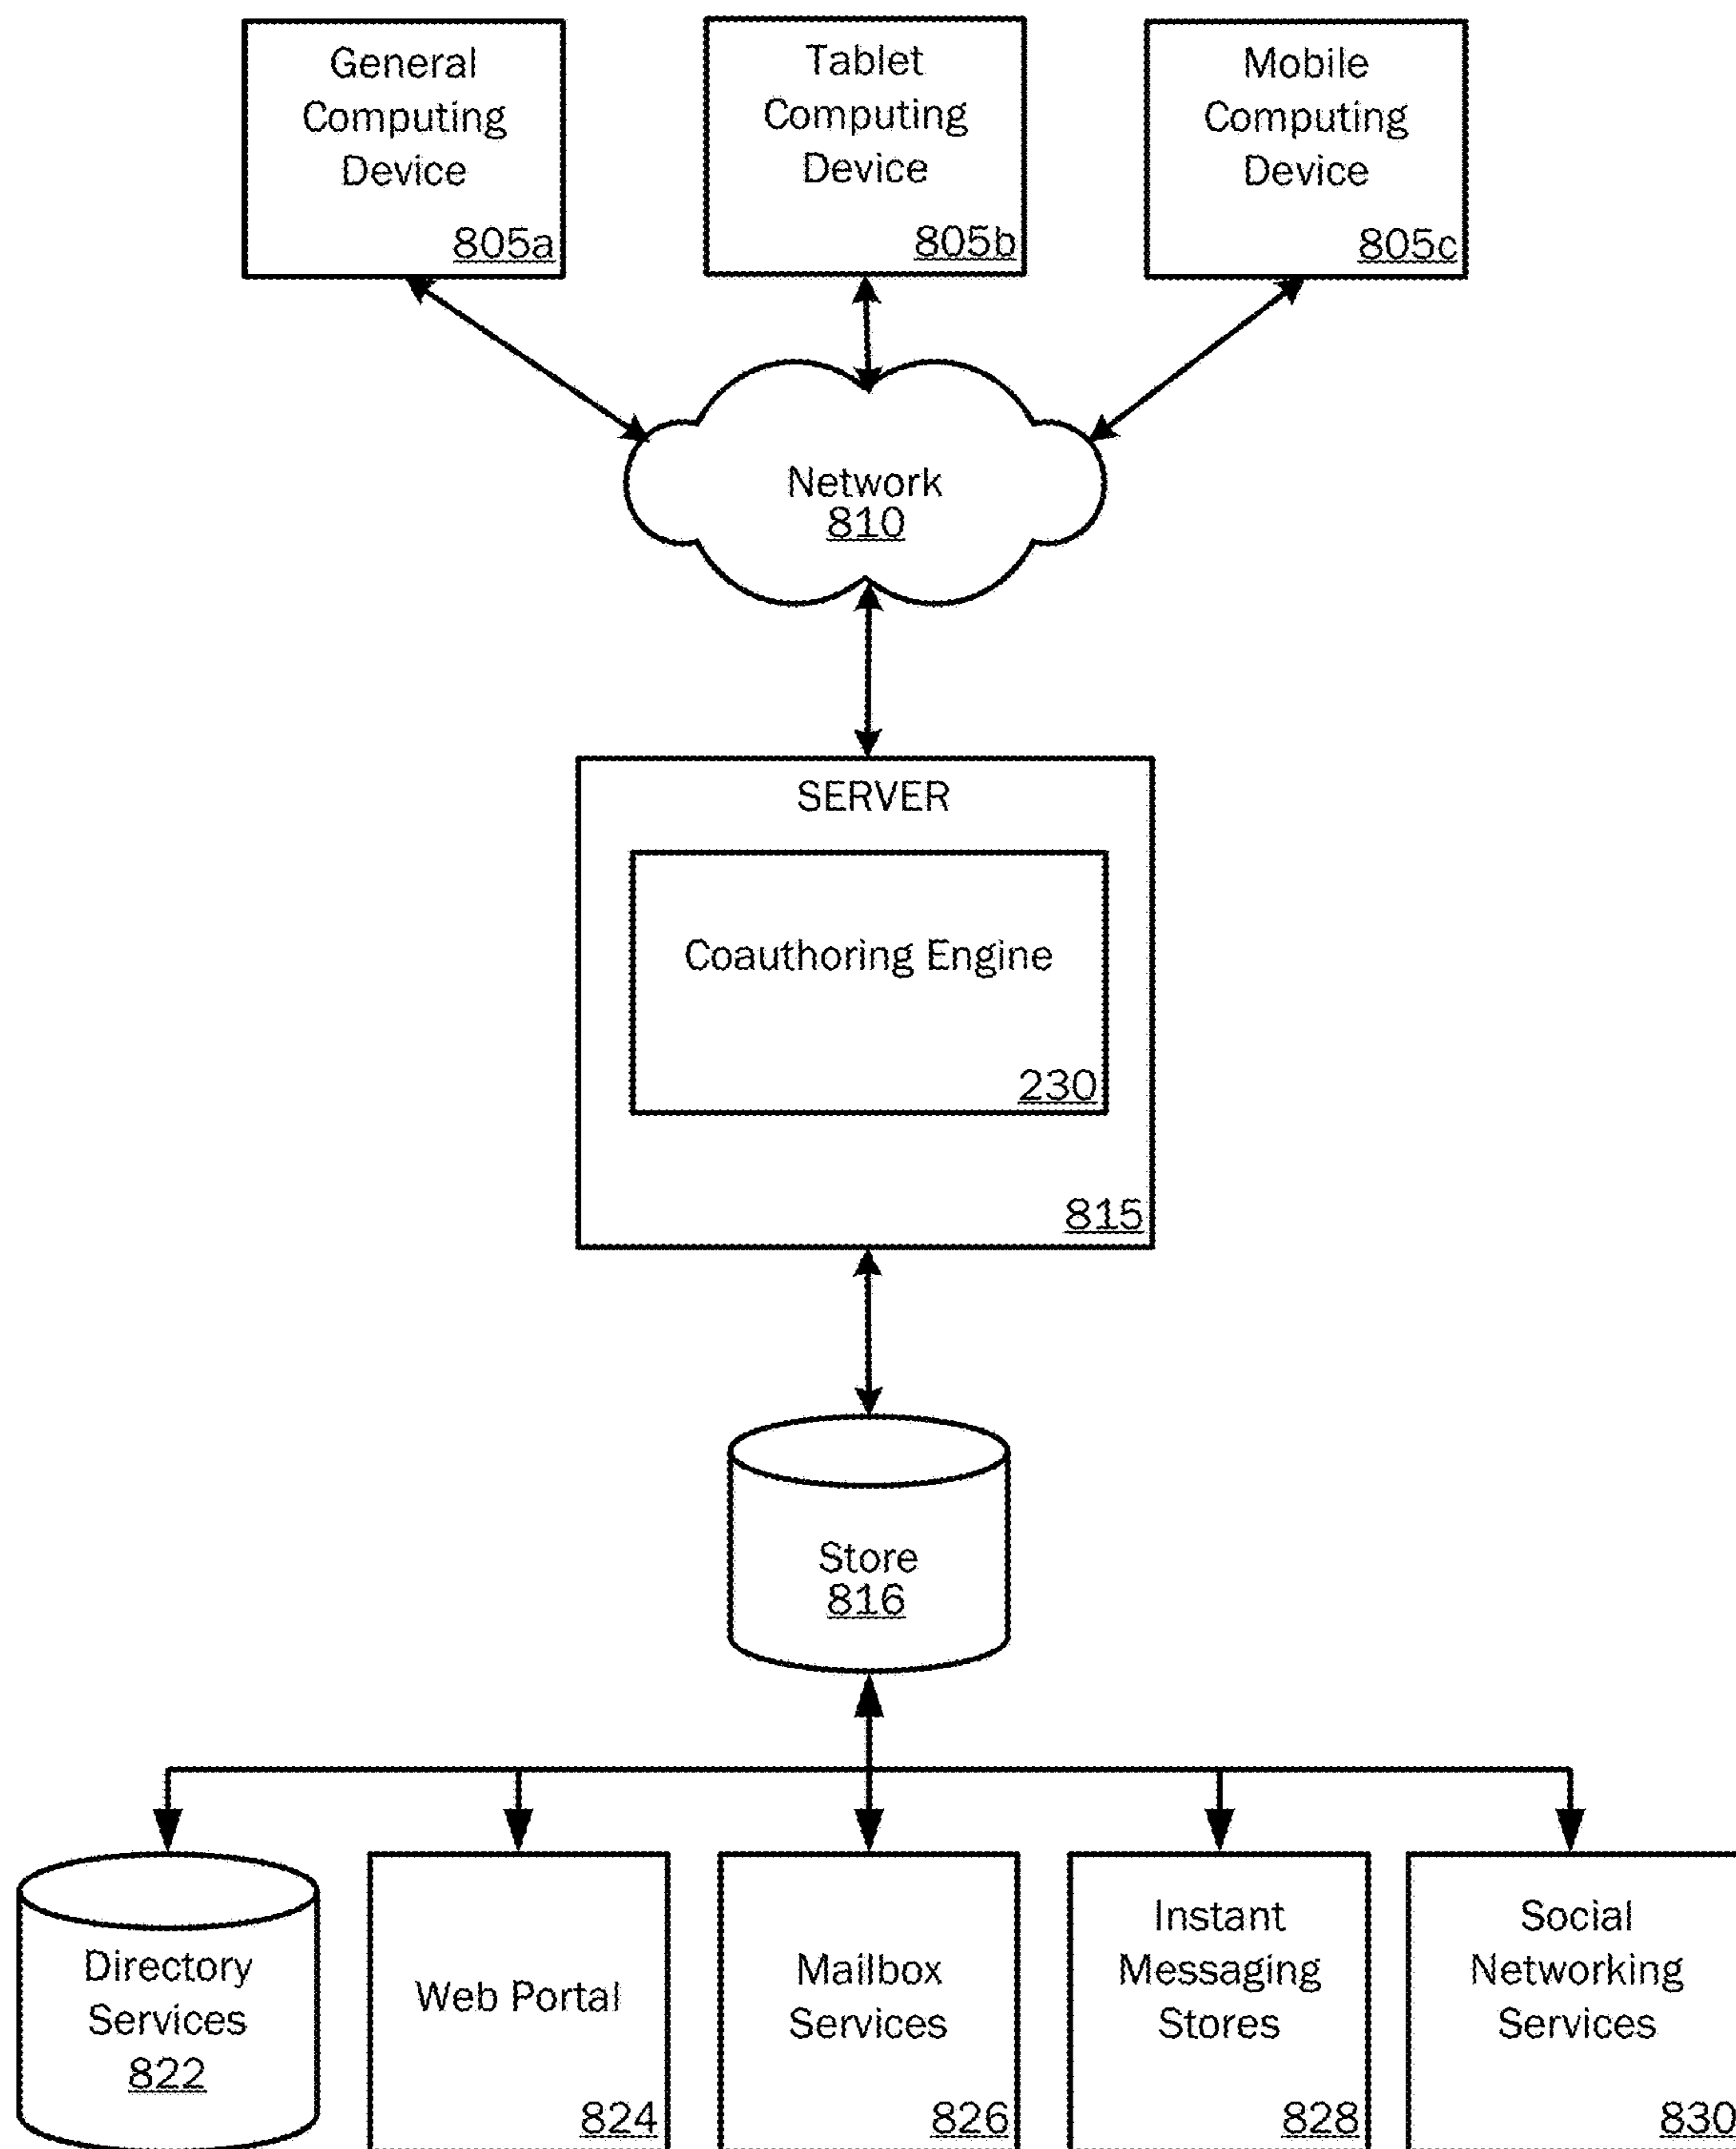 General
Computing
Device
805a
Tablet
Computing
Device
805b
Mobile
Computing
Device
805c
Network
810
SERVER
Coauthoring Engine
230
815
Store
816
Directory
Services
822
Web Portal
824
Mailbox
Services
826
Instant
Messaging
Stores
828
Social
Networking
Services
830